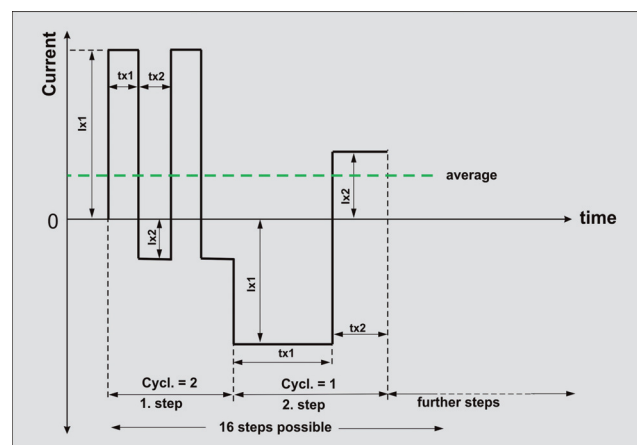 Current
tx1 tx2
Ix1
average
0
Ix2
time
Ix2
Ix1
tx2
tx1
Cycl. = 2 Cycl. = 1
1. step 2. step
further steps
16 steps possible